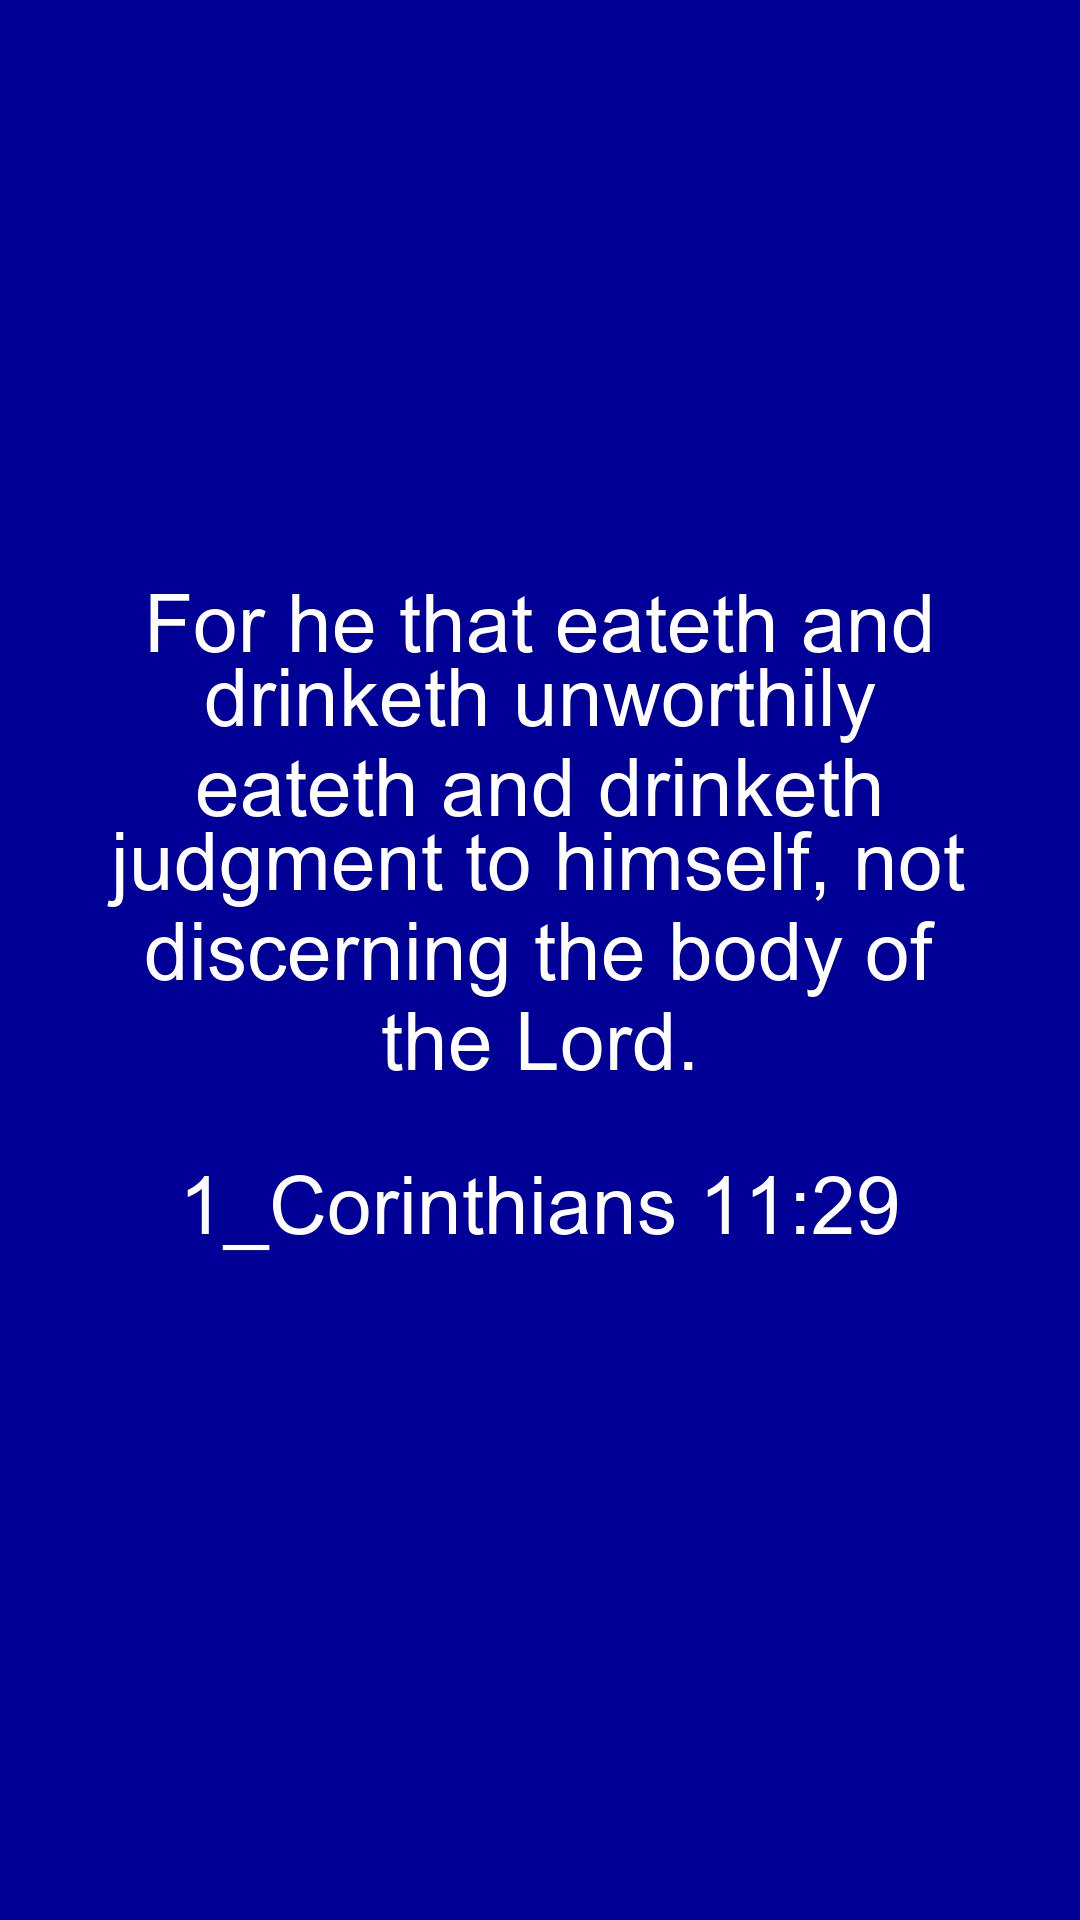 For he that eateth and
drinketh unworthily
eateth and drinketh
judgment to himself, not
discerning the body of
the Lord.
1_Corinthians 11:29